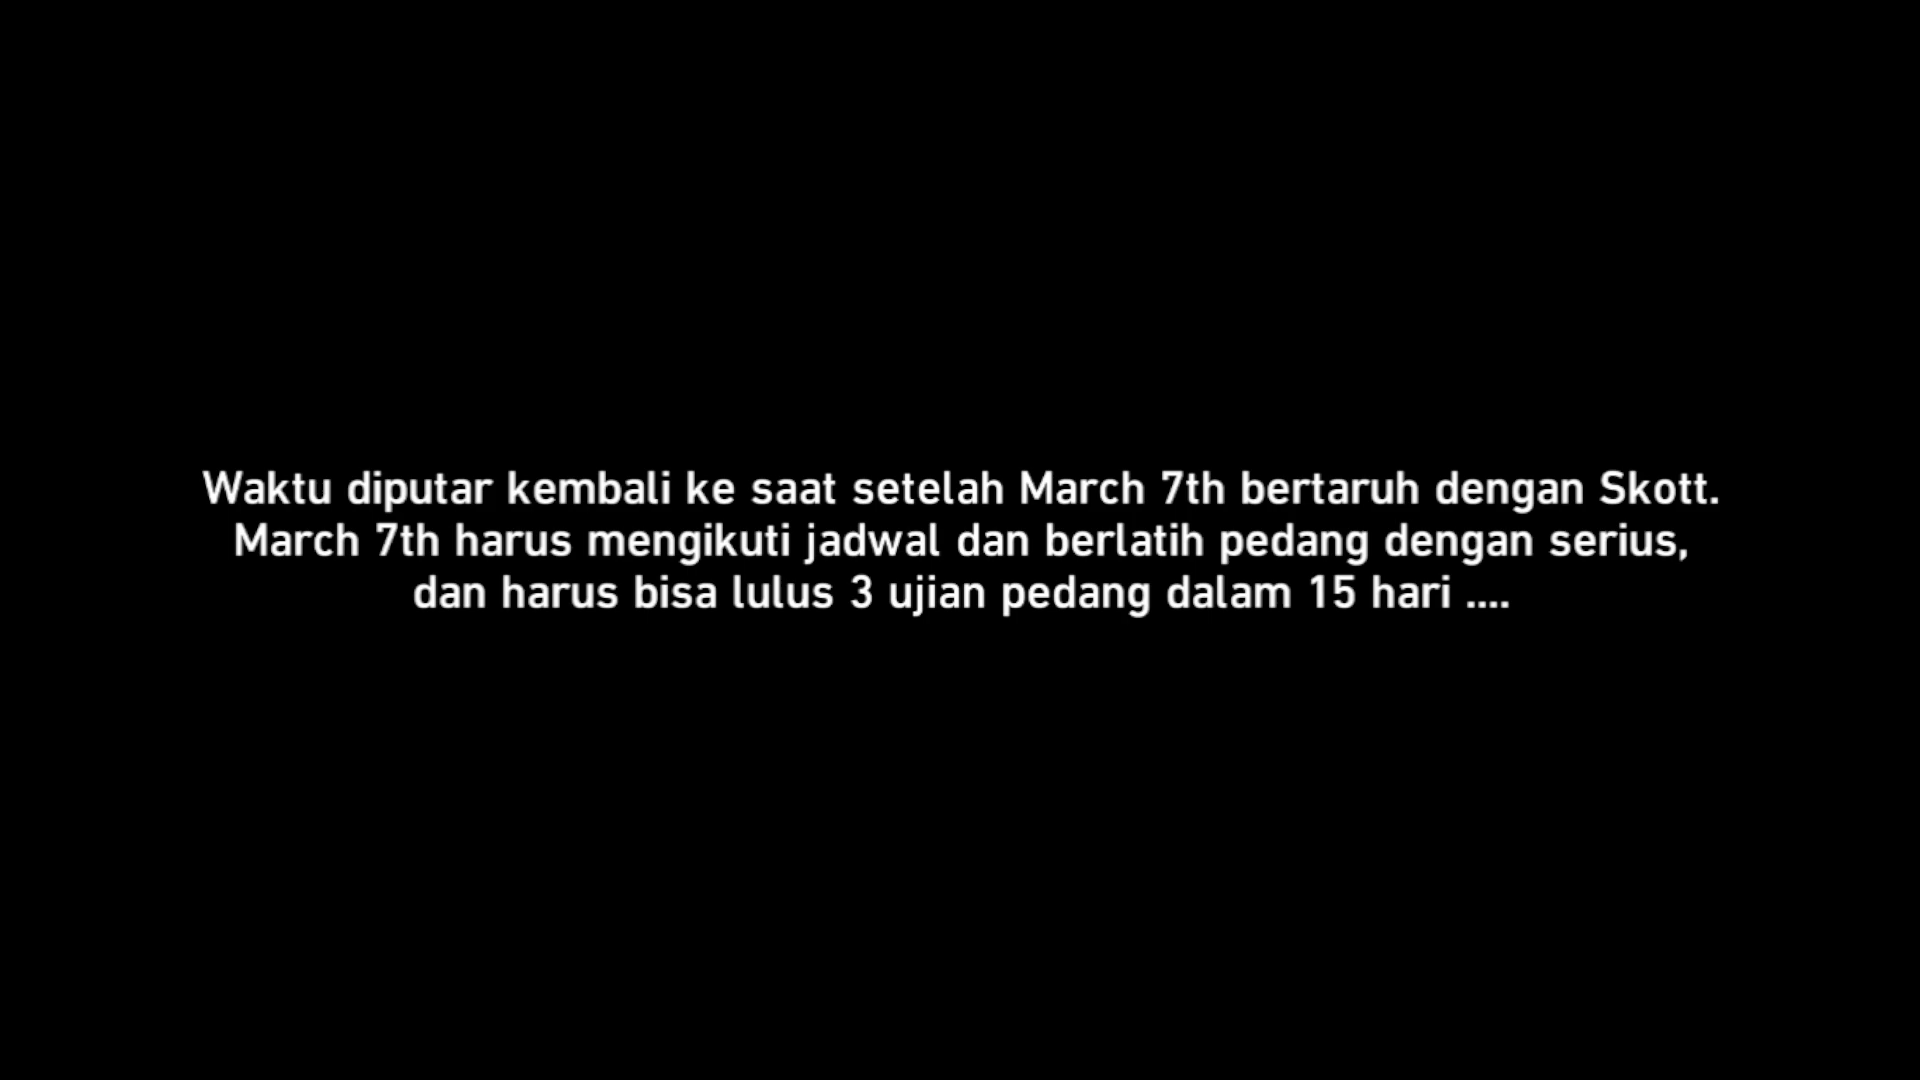 Waktu diputar kembali ke saat setelah March 7th bertaruh dengan Skott.
March 7th harus mengikuti jadwal dan berlatih pedang dengan serius,
dan harus bisa lulus 3 ujian pedang dalam 15 hari ....